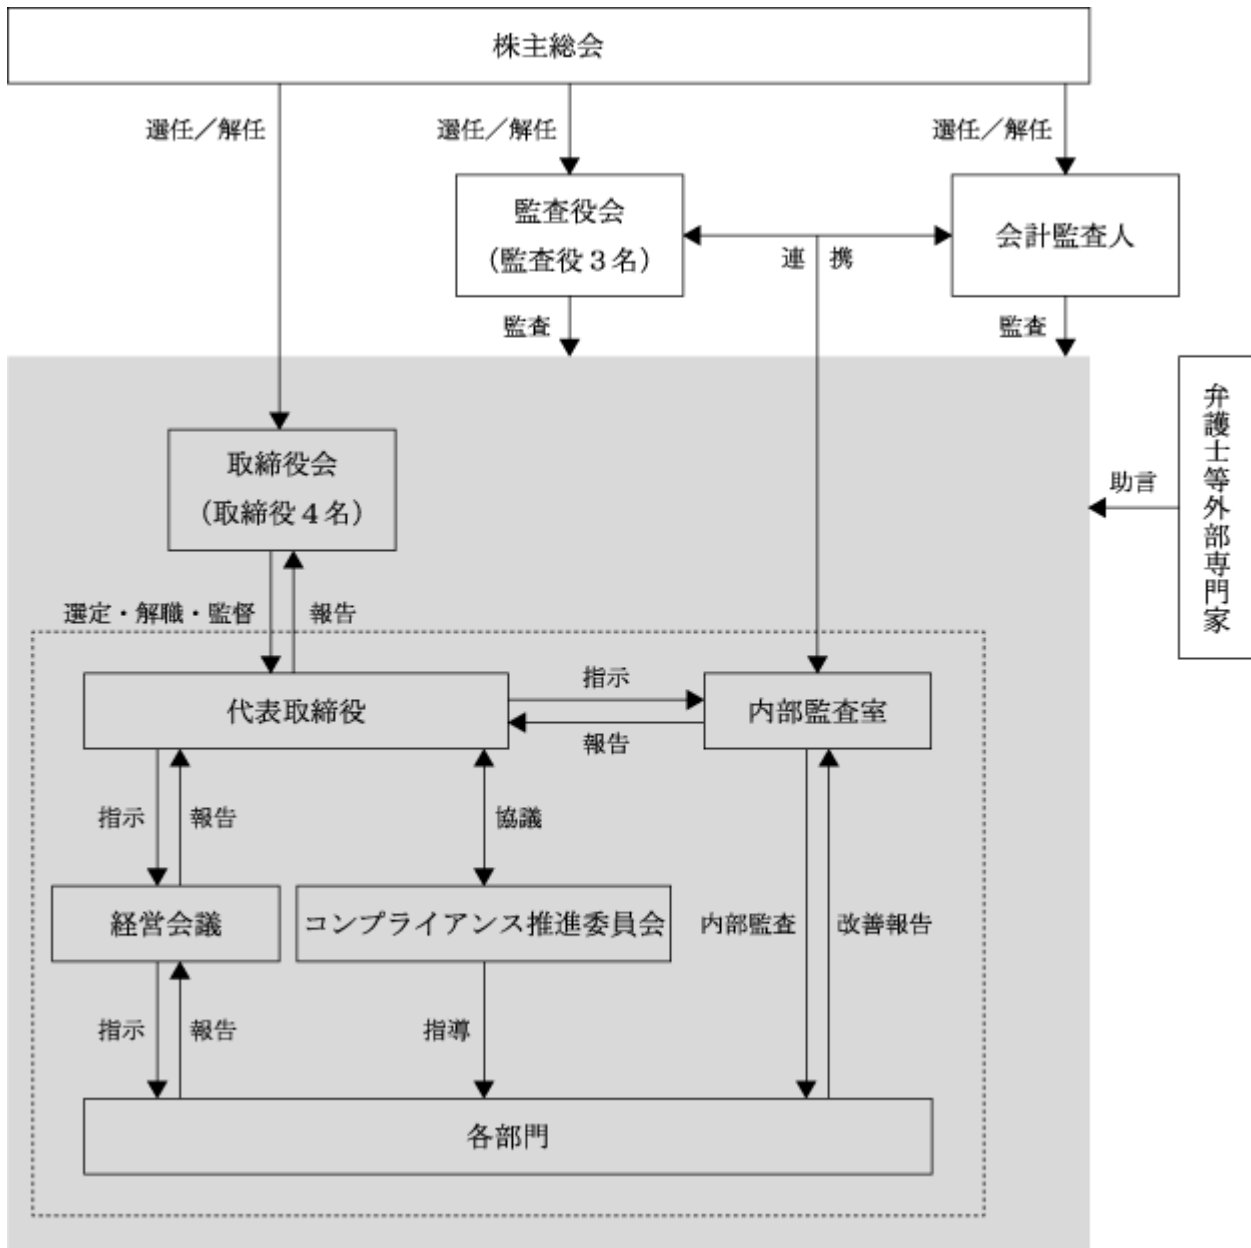 株主総会
選任／解任
選任／解任
選任／解任
監査役会
（監査役３名）
会計監査人
連携
監査
監査
弁護士等外部専門家
助言
取締役会
（取締役４名）
選定・解職・監督
報告
代表取締役
指示
報告
内部監査室
指示
報告
協議
経営会議
コンプライアンス推進委員会
内部監査
改善報告
指示
報告
指導
各部門